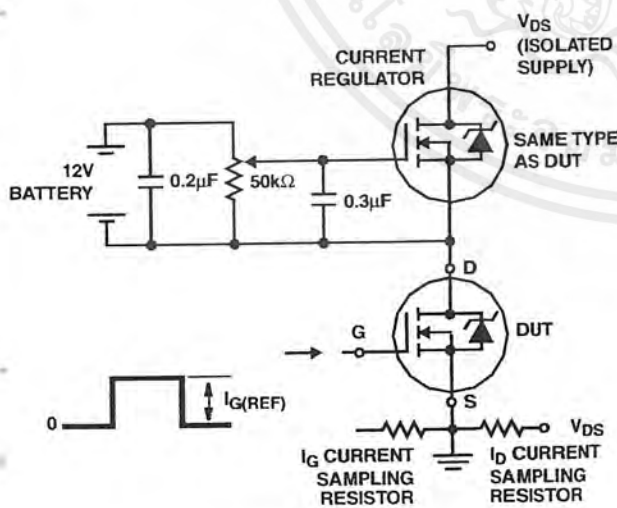 V_DS
(ISOLATED
SUPPLY)
CURRENT
REGULATOR
SAME TYPE
AS DUT
12V
BATTERY
0.2µF
50kΩ
0.3µF
D
G
DUT
I_G(REF)
0
S
V_DS
I_G CURRENT
SAMPLING
RESISTOR
I_D CURRENT
SAMPLING
RESISTOR